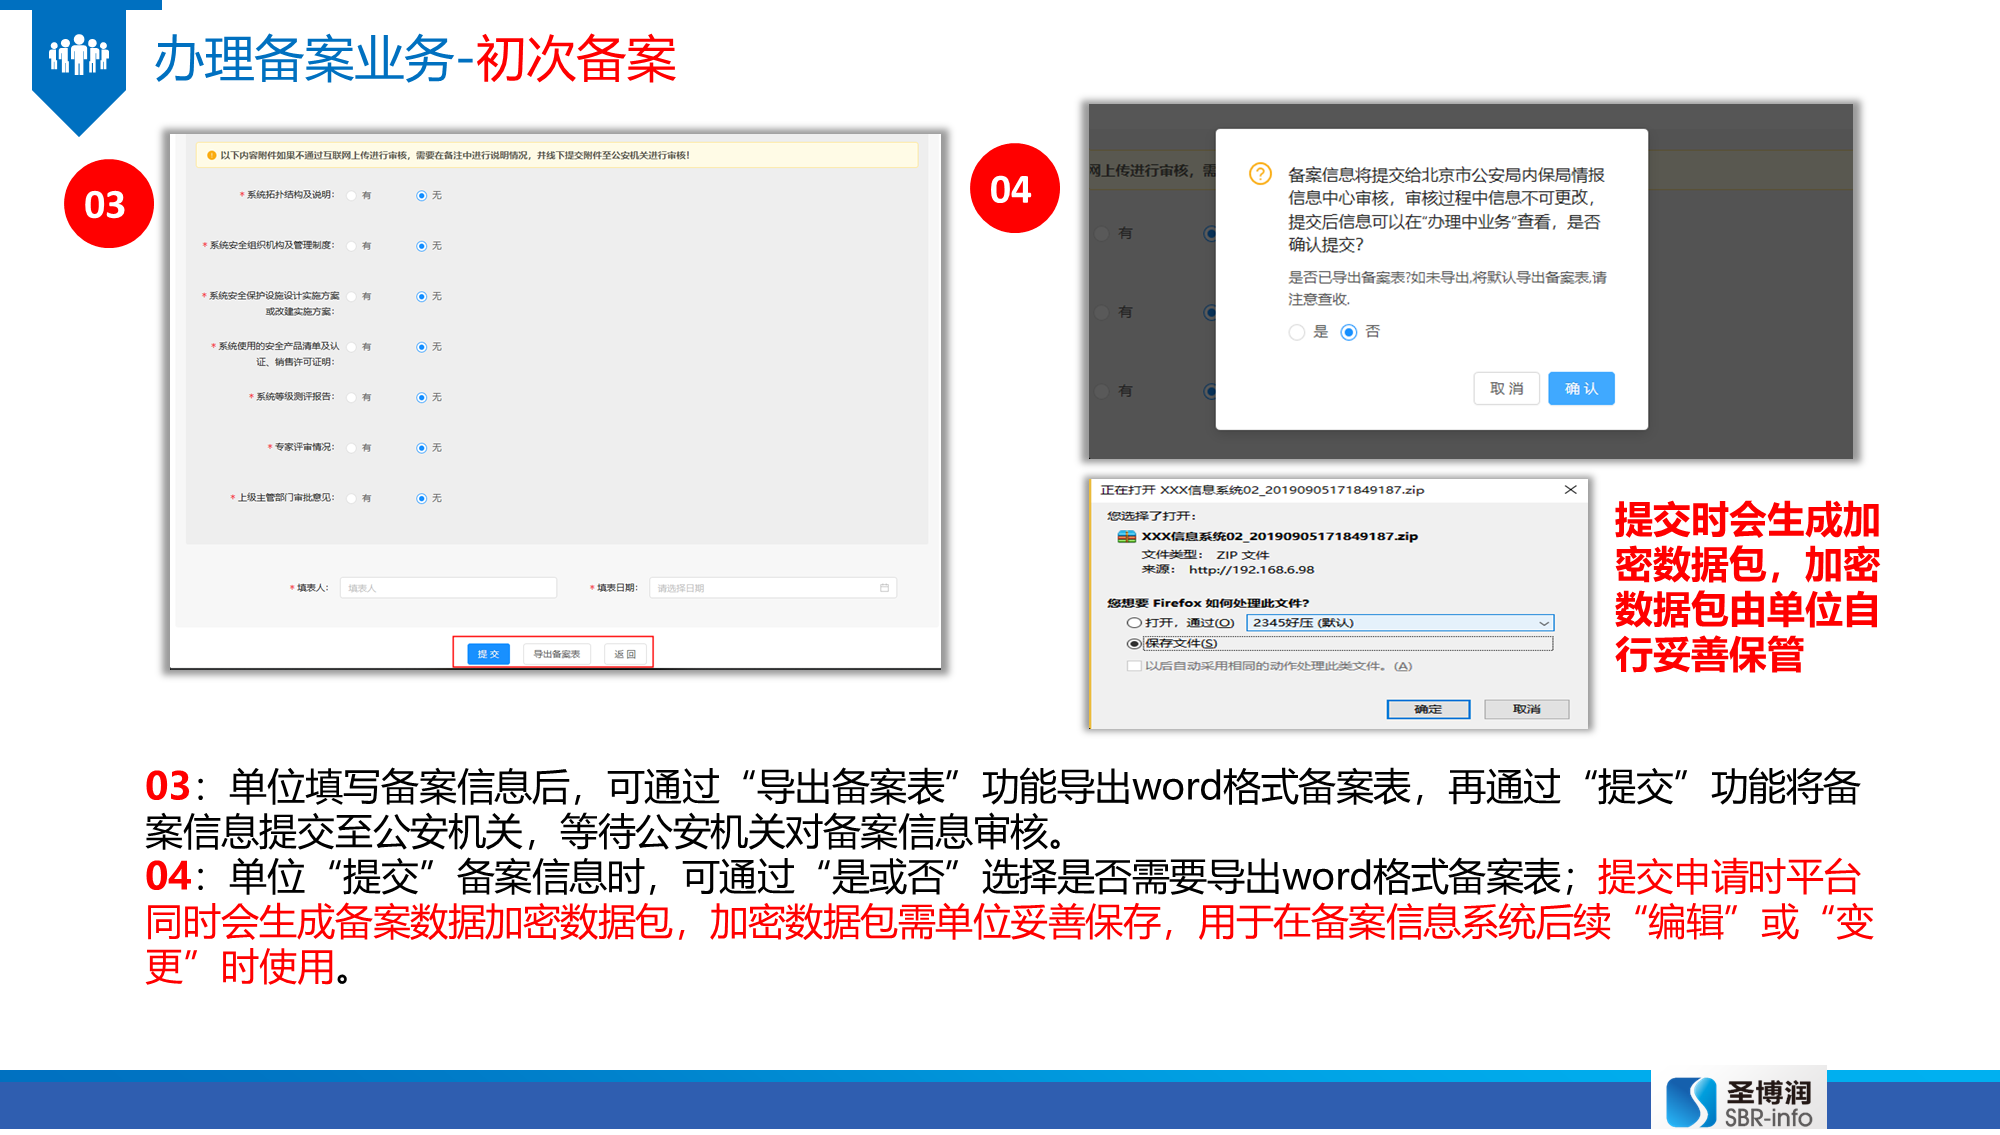 办理备案业务-初次备案
03
以下内容附件如果不通过互联网上传进行审核，需要在备注中进行说明情况，并线下提交附件至公安机关进行审核！
* 系统拓扑结构及说明： 有 无
* 系统安全组织机构及管理制度： 有 无
* 系统安全保护设施设计实施方案 有 无
或改建实施方案：
* 系统使用的安全产品清单及认 有 无
证、销售许可证明：
* 系统等级测评报告： 有 无
* 专家评审情况： 有 无
* 上级主管部门审批意见： 有 无
* 填表人： 填表人 * 填表日期： 请选择日期
提 交 导出备案表 返 回
04
网上传进行审核，需
有
有
有
备案信息将提交给北京市公安局内保局情报
信息中心审核，审核过程中信息不可更改，
提交后信息可以在“办理中业务”查看，是否
确认提交？
是否已导出备案表?如未导出,将默认导出备案表,请
注意查收.
是 否
取 消 确 认
正在打开 XXX信息系统02_20190905171849187.zip
您选择了打开：
XXX信息系统02_20190905171849187.zip
文件类型： ZIP 文件
来源： http://192.168.6.98
您想要 Firefox 如何处理此文件？
打开，通过(O) 2345好压 (默认)
保存文件(S)
以后自动采用相同的动作处理此类文件。(A)
确定 取消
提交时会生成加
密数据包，加密
数据包由单位自
行妥善保管
03：单位填写备案信息后，可通过“导出备案表”功能导出word格式备案表，再通过“提交”功能将备
案信息提交至公安机关，等待公安机关对备案信息审核。
04：单位“提交”备案信息时，可通过“是或否”选择是否需要导出word格式备案表；提交申请时平台
同时会生成备案数据加密数据包，加密数据包需单位妥善保存，用于在备案信息系统后续“编辑”或“变
更”时使用。
圣博润
SBR-info